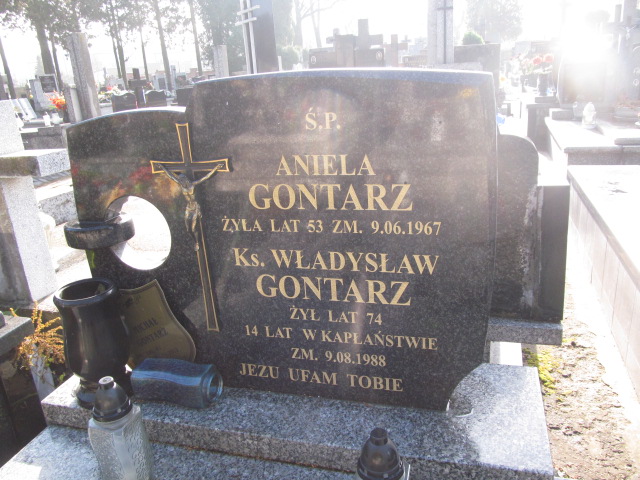 Ś.P.
ANIELA
GONTARZ
ŻYŁA LAT 53 ZM. 9.06.1967
Ks. WŁADYSŁAW
GONTARZ
ŻYŁ LAT 74
14 LAT W KAPŁAŃSTWIE
ZM. 9.08.1988
JEZU UFAM TOBIE